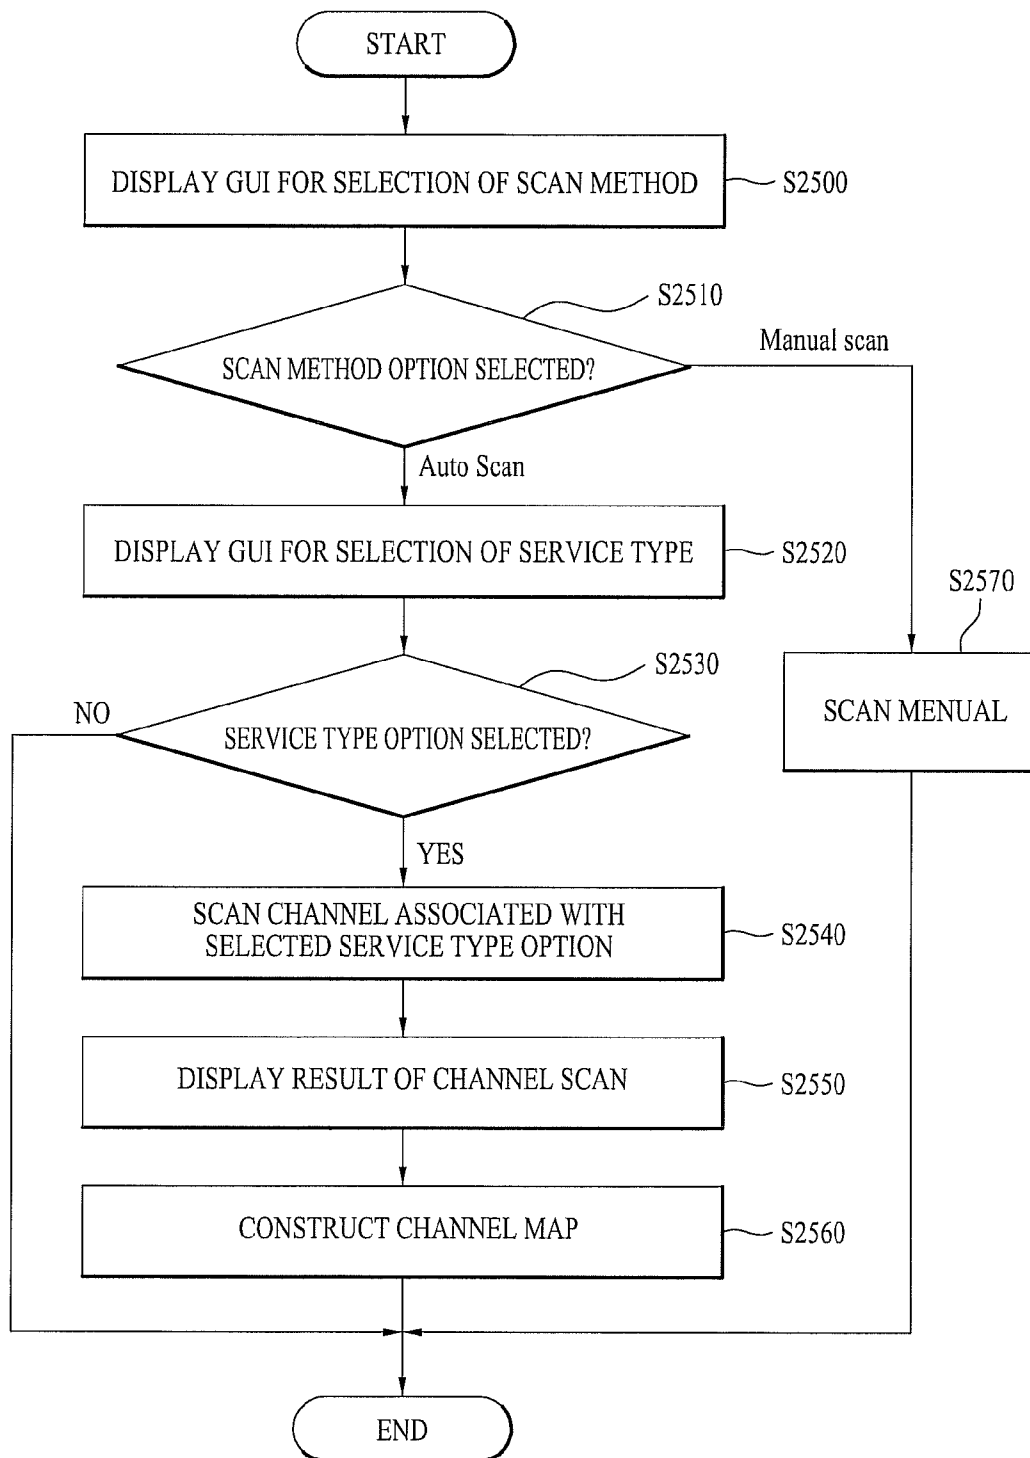 START
DISPLAY GUI FOR SELECTION OF SCAN METHOD
S2500
S2510
Manual scan
SCAN METHOD OPTION SELECTED?
Auto Scan
DISPLAY GUI FOR SELECTION OF SERVICE TYPE
S2520
S2570
S2530
NO
SERVICE TYPE OPTION SELECTED?
SCAN MENUAL
YES
SCAN CHANNEL ASSOCIATED WITH
SELECTED SERVICE TYPE OPTION
S2540
DISPLAY RESULT OF CHANNEL SCAN
S2550
CONSTRUCT CHANNEL MAP
S2560
END